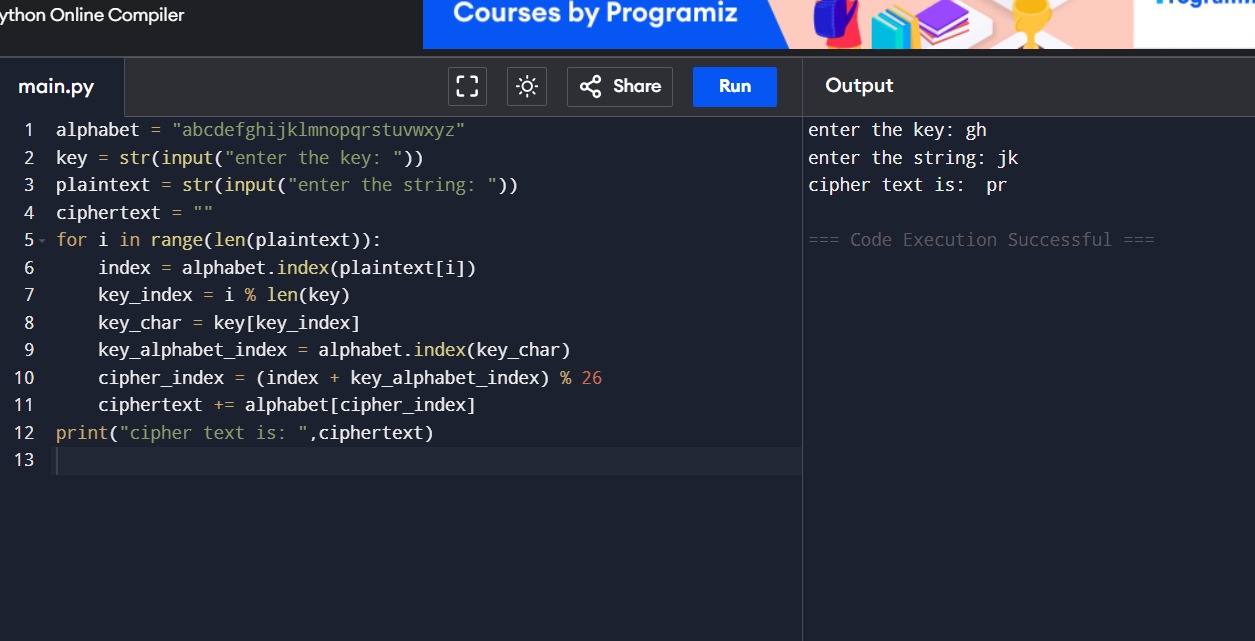 ython Online Compiler
Courses by Programiz
main.py
Share
Run
Output
1 alphabet = "abcdefghijklmnopqrstuvwxyz"
2 key = str(input("enter the key: "))
3 plaintext = str(input("enter the string: "))
4 ciphertext = ""
5 for i in range(len(plaintext)):
6     index = alphabet.index(plaintext[i])
7     key_index = i % len(key)
8     key_char = key[key_index]
9     key_alphabet_index = alphabet.index(key_char)
10     cipher_index = (index + key_alphabet_index) % 26
11     ciphertext += alphabet[cipher_index]
12 print("cipher text is: ",ciphertext)
13
enter the key: gh
enter the string: jk
cipher text is:  pr
=== Code Execution Successful ===